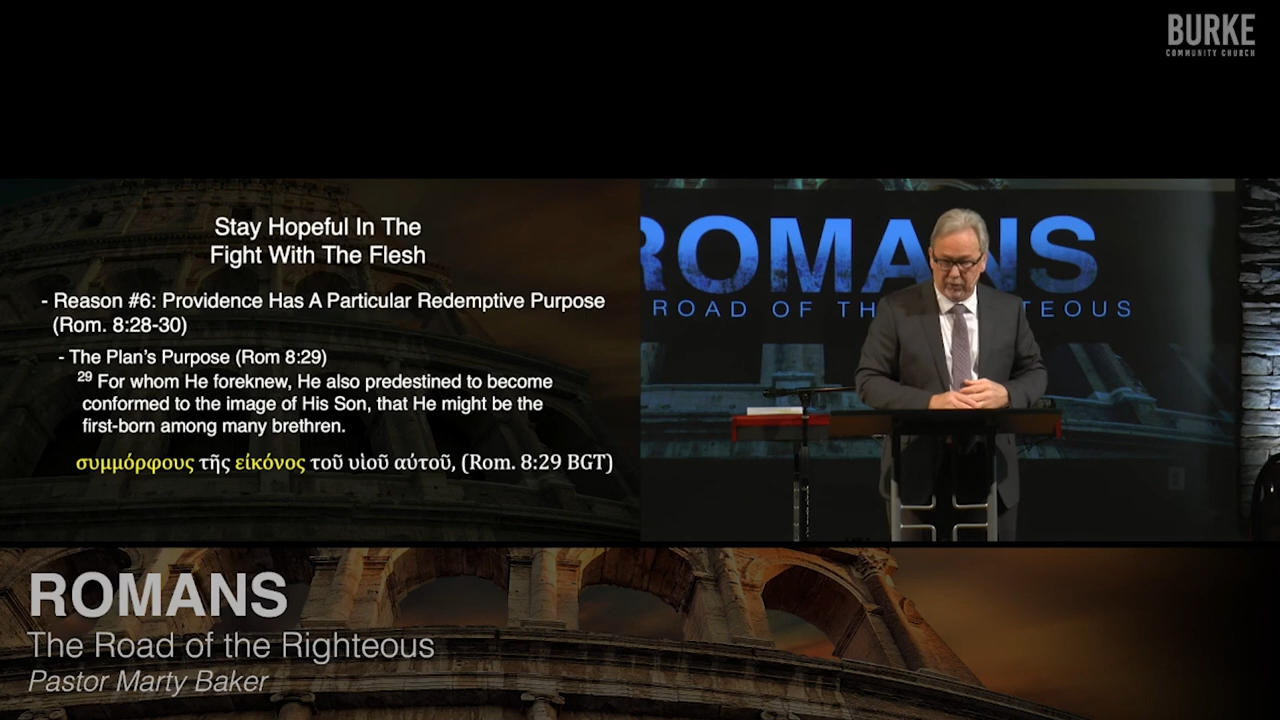 BURKE
COMMUNITY CHURCH
Stay Hopeful In The
Fight With The Flesh
- Reason #6: Providence Has A Particular Redemptive Purpose
(Rom. 8:28-30)
- The Plan’s Purpose (Rom 8:29)
29 For whom He foreknew, He also predestined to become
conformed to the image of His Son, that He might be the
first-born among many brethren.
συμμόρφους τῆς εἰκόνος τοῦ υἱοῦ αὐτοῦ, (Rom. 8:29 BGT)
ROMANS
ROAD OF TH TEOUS
ROMANS
The Road of the Righteous
Pastor Marty Baker